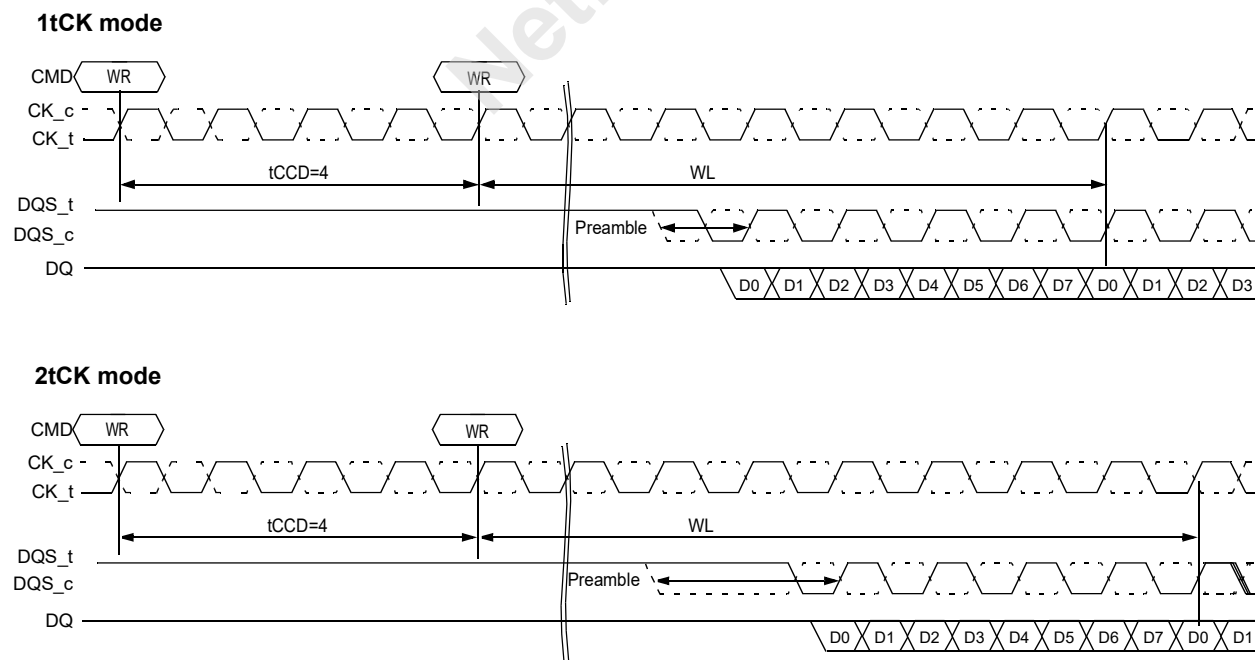 1tCK mode
CMD WR WR
CK_c
CK_t
tCCD=4 WL
DQS_t
Preamble
DQS_c
DQ D0 D1 D2 D3 D4 D5 D6 D7 D0 D1 D2 D3
2tCK mode
CMD WR WR
CK_c
CK_t
tCCD=4 WL
DQS_t
Preamble
DQS_c
DQ D0 D1 D2 D3 D4 D5 D6 D7 D0 D1